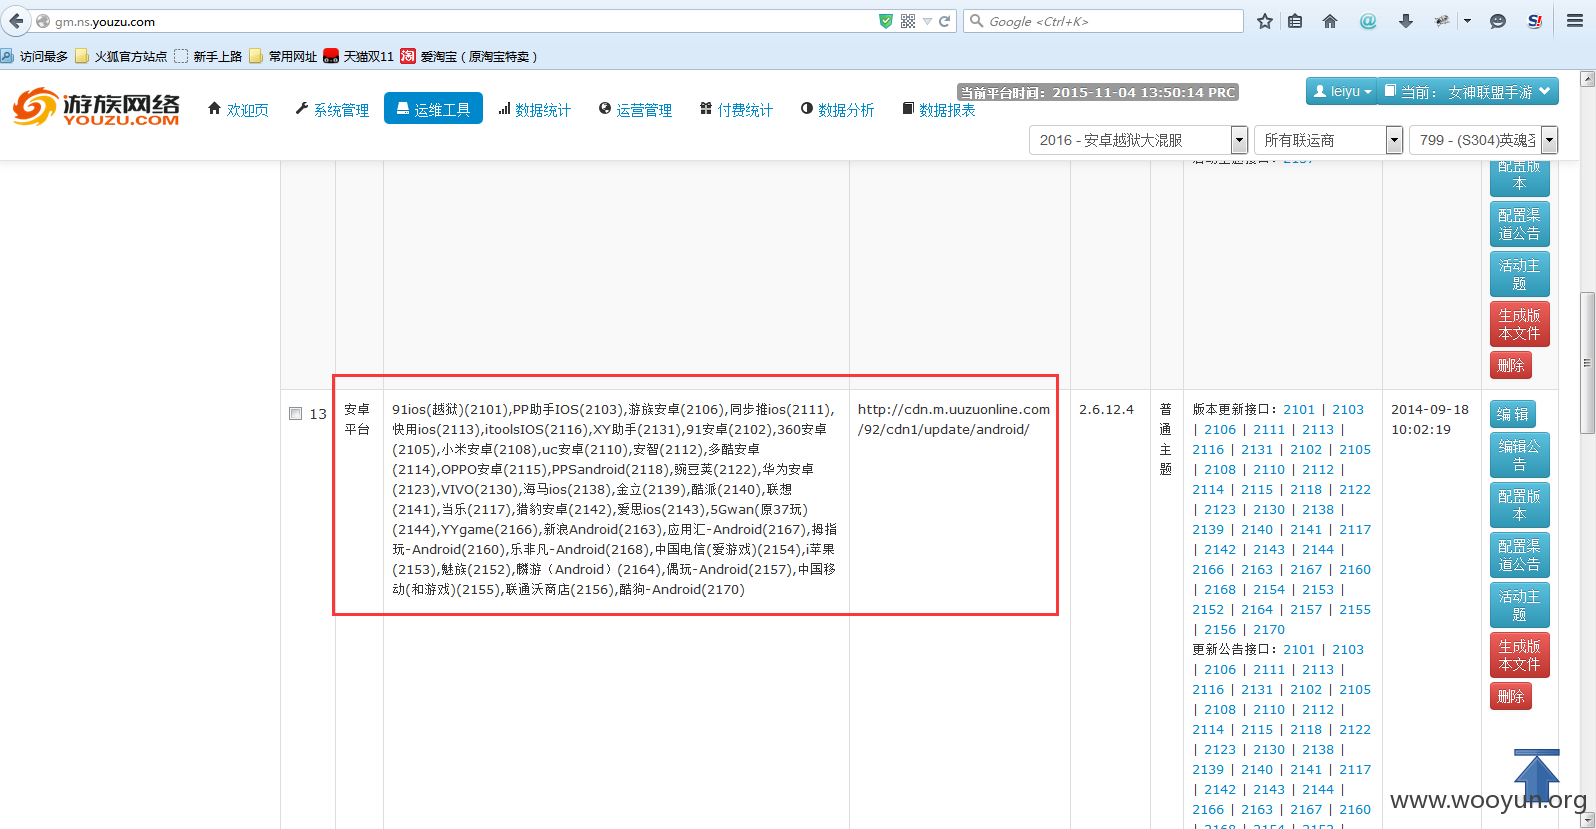 gm.ns.youzu.com
Google <Ctrl+K>
访问最多 火狐官方站点 新手上路 常用网址 天猫双11 爱淘宝（原淘宝特卖）
游族网络
YOUZU.COM
欢迎页 系统管理 运维工具 数据统计 运营管理 付费统计 数据分析 数据报表
当前平台时间：2015-11-04 13:50:14 PRC
leiyu 当前： 女神联盟手游
2016 - 安卓越狱大混服 所有联运商 799 - (S304)英魂圣
活动主题接口：2157
配置版本
配置渠道公告
活动主题
生成版本文件
删除
13
安卓
平台
91ios(越狱)(2101),PP助手IOS(2103),游族安卓(2106),同步推ios(2111),
快用ios(2113),itoolsIOS(2116),XY助手(2131),91安卓(2102),360安卓
(2105),小米安卓(2108),uc安卓(2110),安智(2112),多酷安卓
(2114),OPPO安卓(2115),PPSandroid(2118),豌豆荚(2122),华为安卓
(2123),VIVO(2130),海马ios(2138),金立(2139),酷派(2140),联想
(2141),当乐(2117),猎豹安卓(2142),爱思ios(2143),5Gwan(原37玩)
(2144),YYgame(2166),新浪Android(2163),应用汇-Android(2167),拇指
玩-Android(2160),乐非凡-Android(2168),中国电信(爱游戏)(2154),i苹果
(2153),魅族(2152),麟游（Android）(2164),偶玩-Android(2157),中国移
动(和游戏)(2155),联通沃商店(2156),酷狗-Android(2170)
http://cdn.m.uuzuonline.com
/92/cdn1/update/android/
2.6.12.4
普
通
主
题
版本更新接口：2101 | 2103
| 2106 | 2111 | 2113 |
2116 | 2131 | 2102 | 2105
| 2108 | 2110 | 2112 |
2114 | 2115 | 2118 | 2122
| 2123 | 2130 | 2138 |
2139 | 2140 | 2141 | 2117
| 2142 | 2143 | 2144 |
2166 | 2163 | 2167 | 2160
| 2168 | 2154 | 2153 |
2152 | 2164 | 2157 | 2155
| 2156 | 2170
更新公告接口：2101 | 2103
| 2106 | 2111 | 2113 |
2116 | 2131 | 2102 | 2105
| 2108 | 2110 | 2112 |
2114 | 2115 | 2118 | 2122
| 2123 | 2130 | 2138 |
2139 | 2140 | 2141 | 2117
| 2142 | 2143 | 2144 |
2166 | 2163 | 2167 | 2160
| 2168 | 2154 | 2153 |
2014-09-18
10:02:19
编 辑
编辑公告
配置版本
配置渠道公告
活动主题
生成版本文件
删除
www.wooyun.org